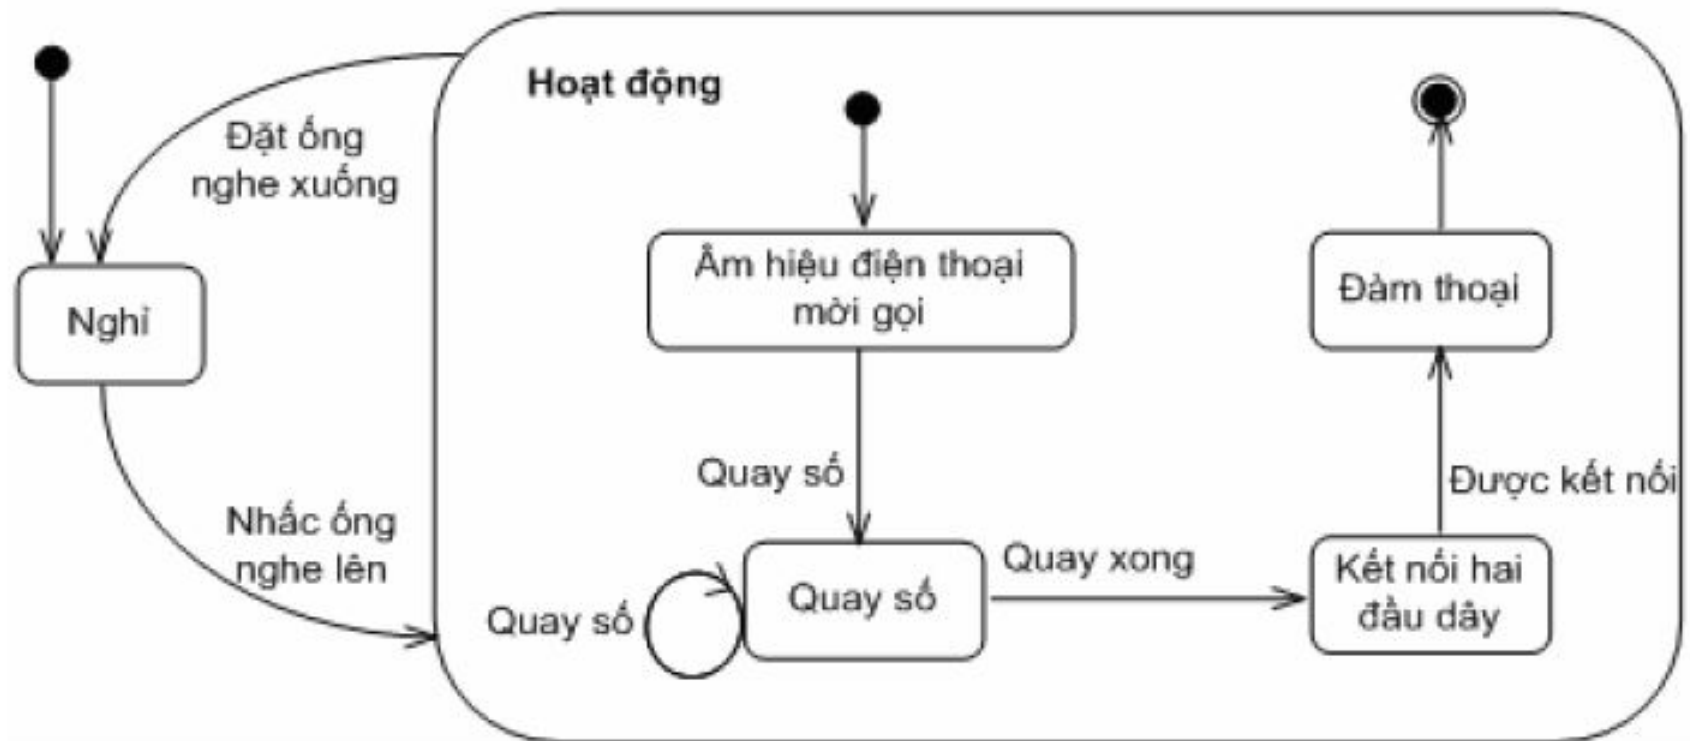 Hoạt động
Đặt ống
nghe xuống
Nghỉ
Nhấc ống
nghe lên
Âm hiệu điện thoại
mời gọi
Quay số
Quay số
Quay số
Quay xong
Kết nối hai
đầu dây
Được kết nối
Đàm thoại